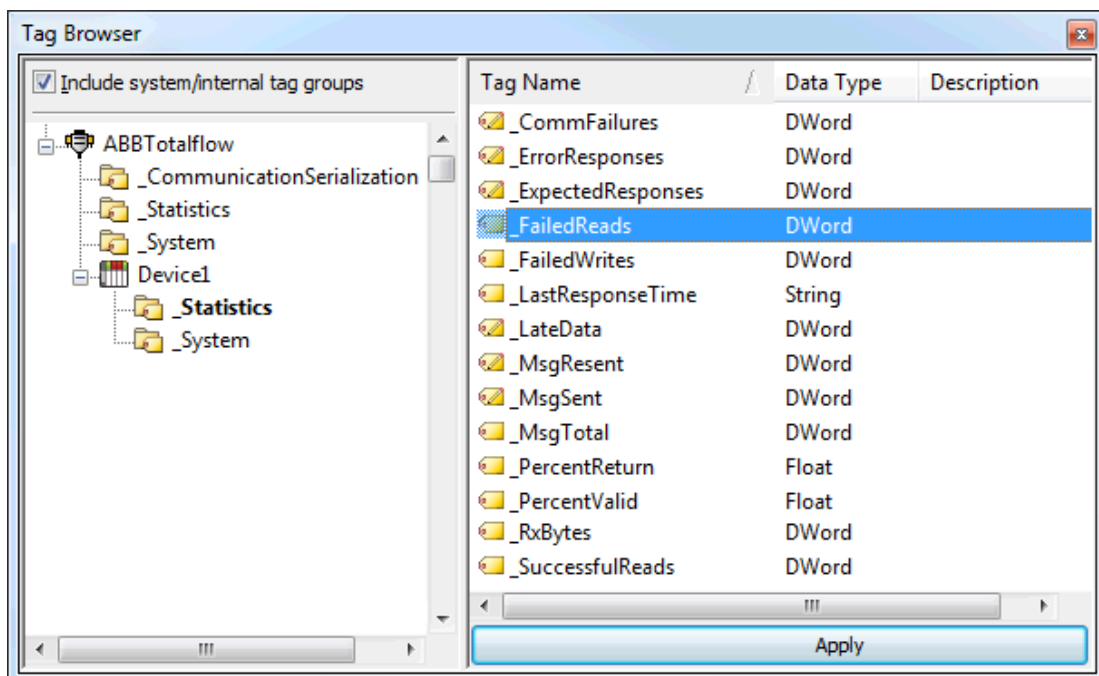 Tag Browser
Include system/internal tag groups
ABBTotalflow
_CommunicationSerialization
_Statistics
_System
Device1
_Statistics
_System
Tag Name Data Type Description
_CommFailures DWord
_ErrorResponses DWord
_ExpectedResponses DWord
_FailedReads DWord
_FailedWrites DWord
_LastResponseTime String
_LateData DWord
_MsgResent DWord
_MsgSent DWord
_MsgTotal DWord
_PercentReturn Float
_PercentValid Float
_RxBytes DWord
_SuccessfulReads DWord
Apply